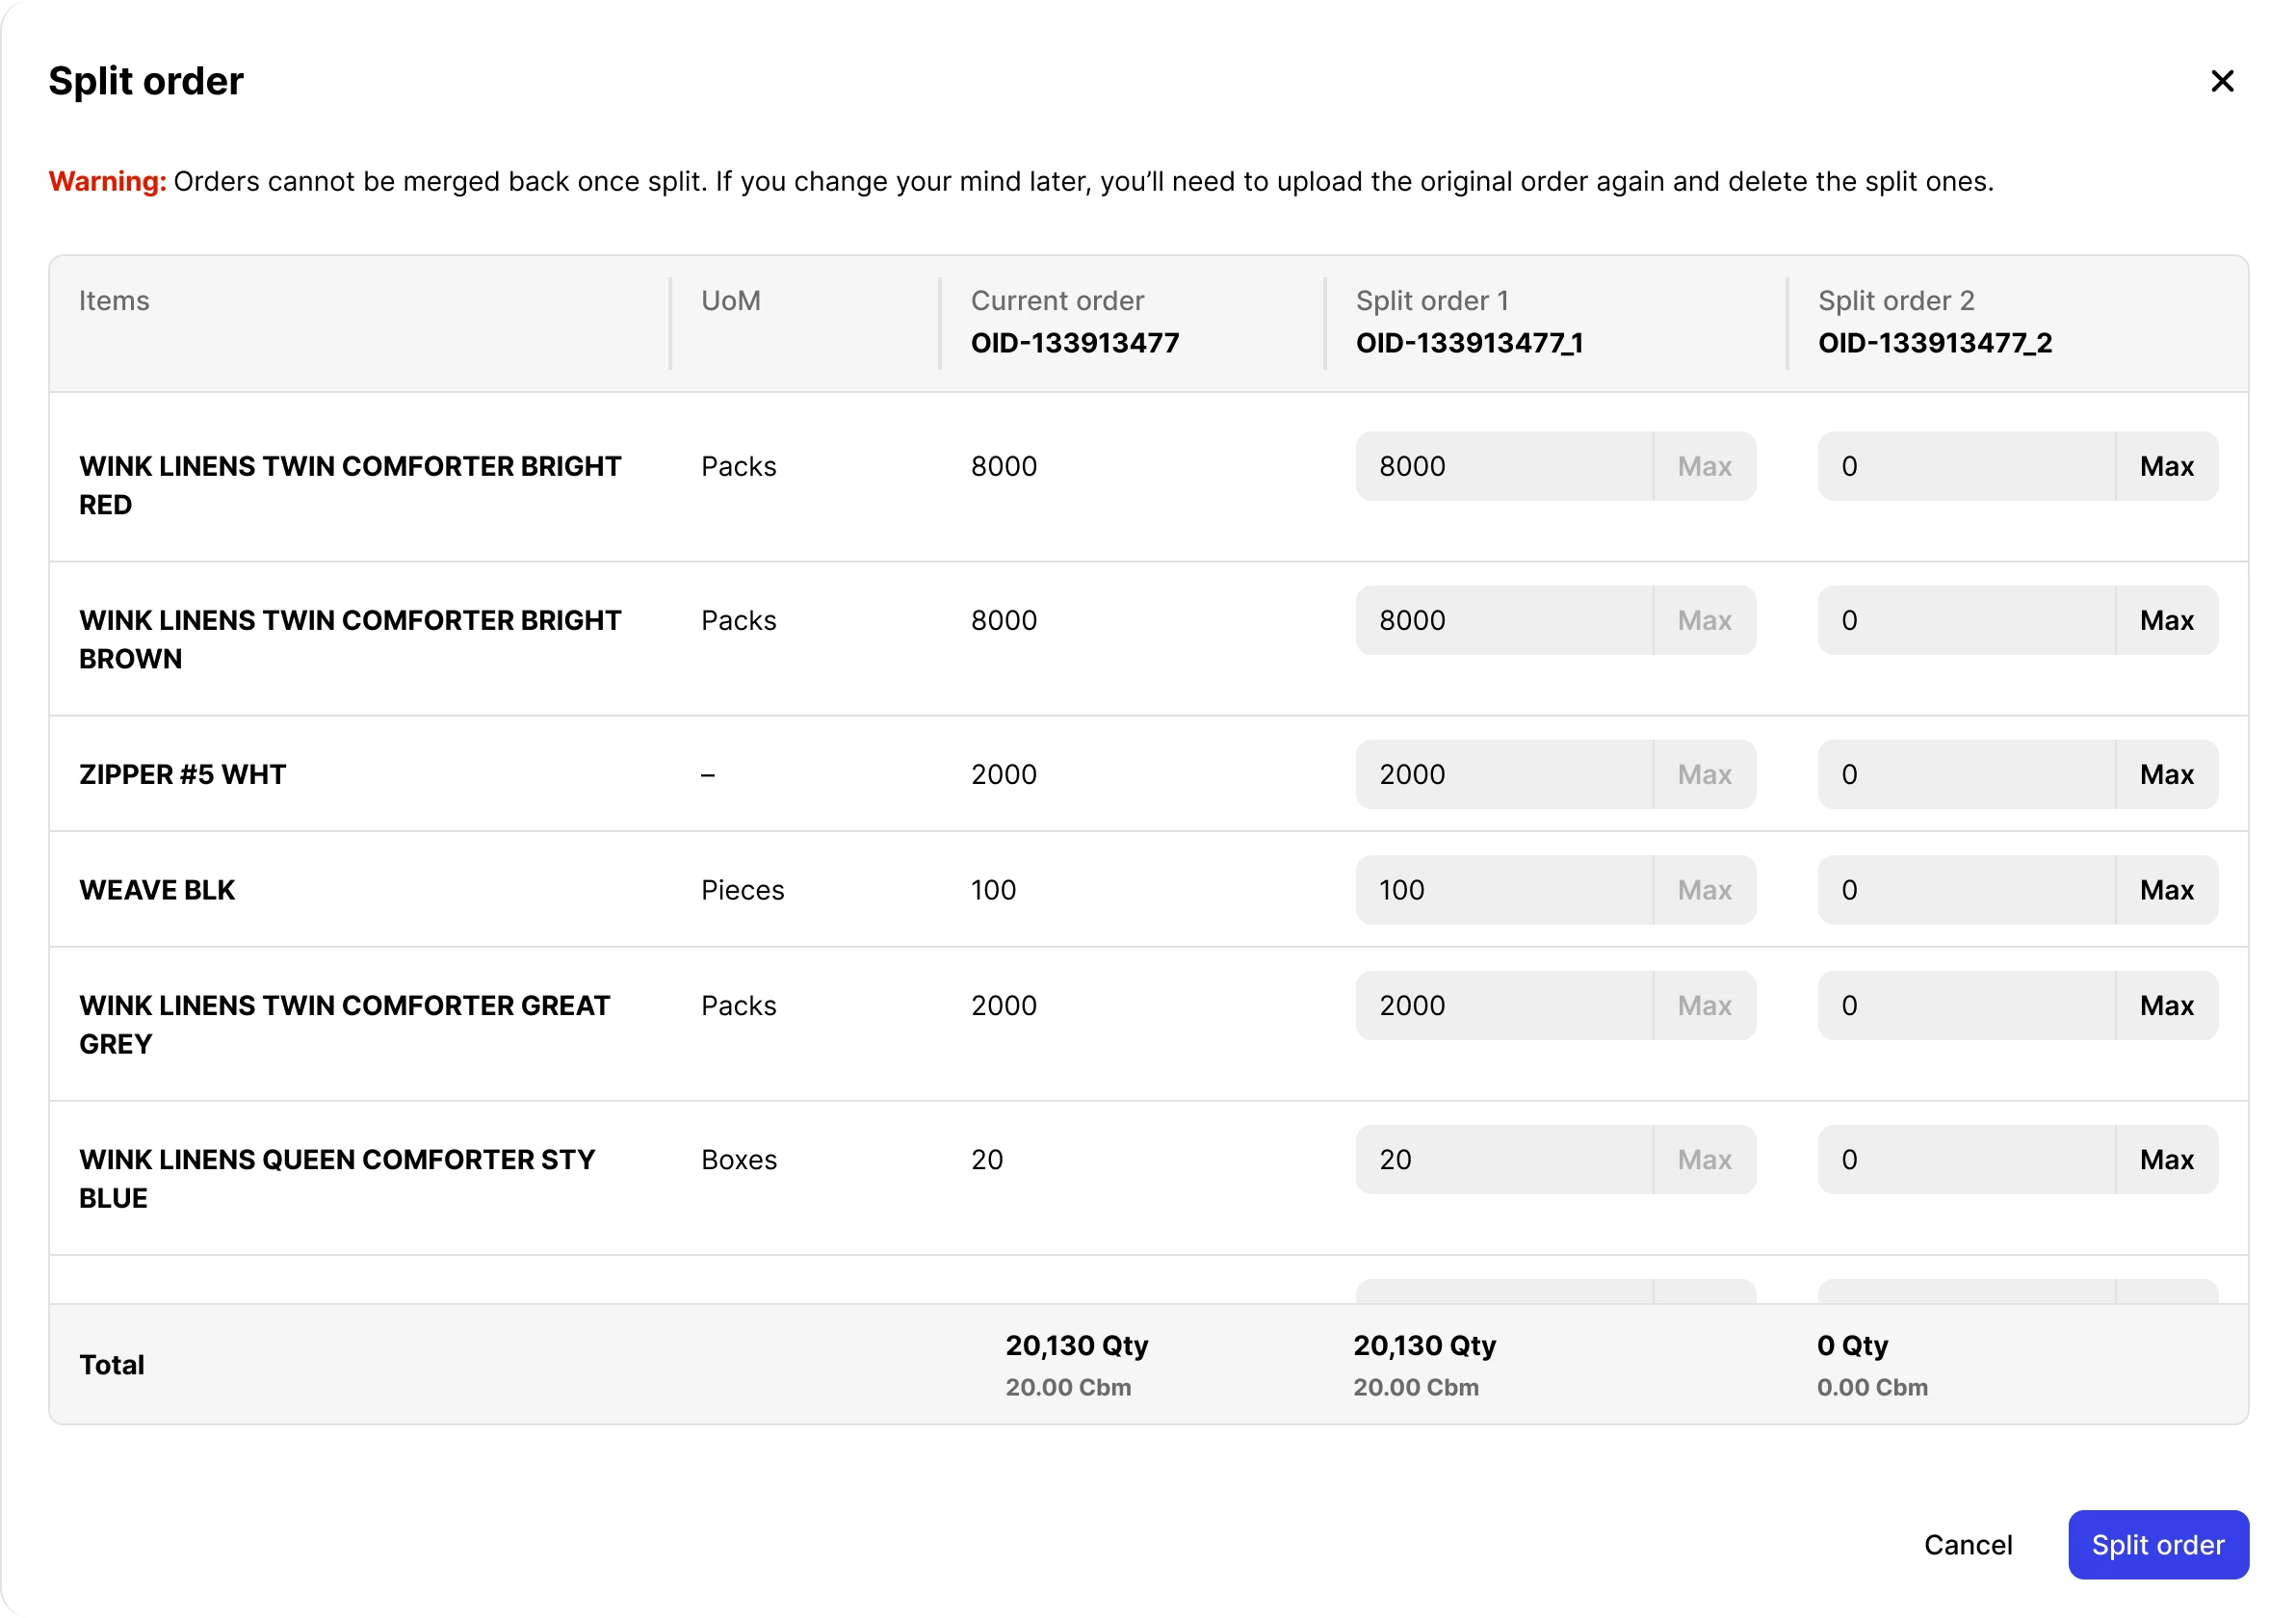 Split order
Warning: Orders cannot be merged back once split. If you change your mind later, you’ll need to upload the original order again and delete the split ones.
Items UoM Current order Split order 1 Split order 2
OID-133913477 OID-133913477_1 OID-133913477_2
WINK LINENS TWIN COMFORTER BRIGHT Packs 8000 8000 Max 0 Max
RED
WINK LINENS TWIN COMFORTER BRIGHT Packs 8000 8000 Max 0 Max
BROWN
ZIPPER #5 WHT – 2000 2000 Max 0 Max
WEAVE BLK Pieces 100 100 Max 0 Max
WINK LINENS TWIN COMFORTER GREAT Packs 2000 2000 Max 0 Max
GREY
WINK LINENS QUEEN COMFORTER STY Boxes 20 20 Max 0 Max
BLUE
Total 20,130 Qty 20,130 Qty 0 Qty
20.00 Cbm 20.00 Cbm 0.00 Cbm
Cancel Split order